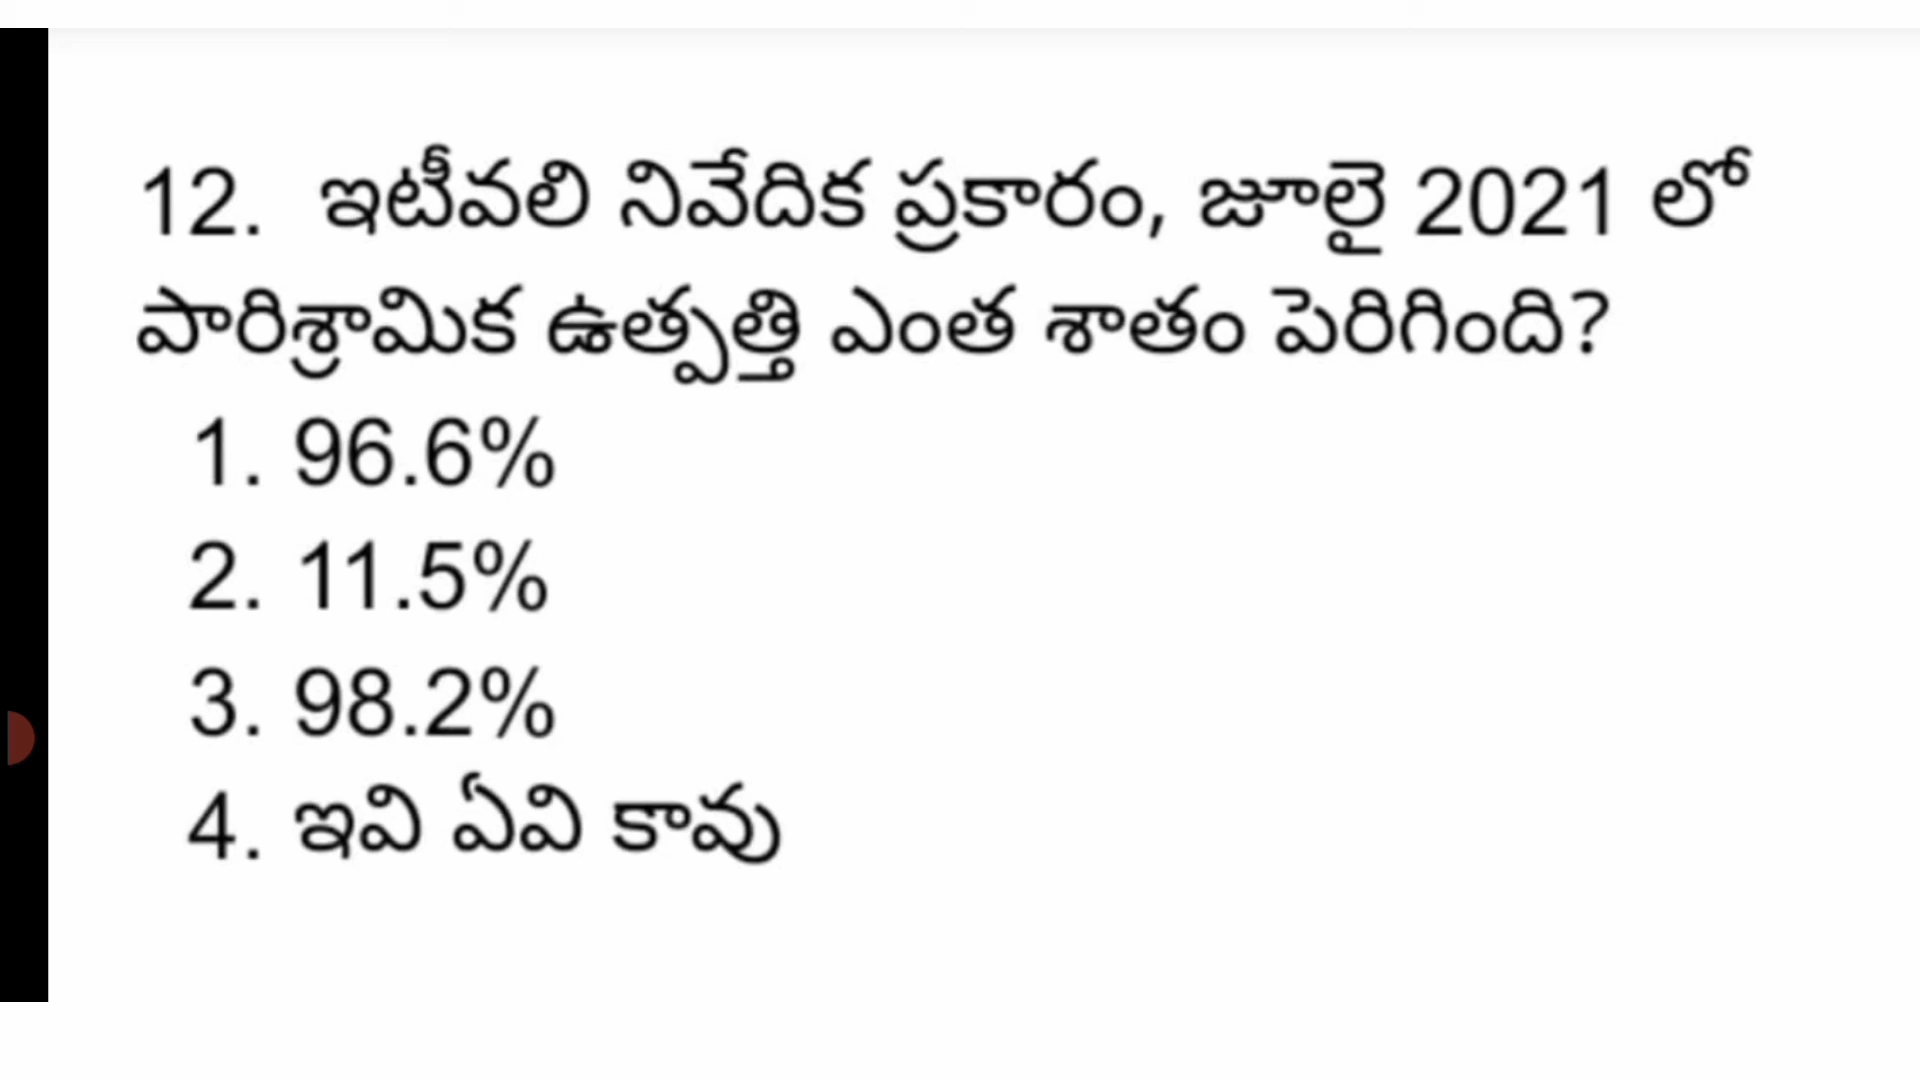 12. ఇటీవలి నివేదిక ప్రకారం, జూలై 2021 లో
పారిశ్రామిక ఉత్పత్తి ఎంత శాతం పెరిగింది?
1. 96.6%
2. 11.5%
3. 98.2%
4. ఇవి ఏవి కావు